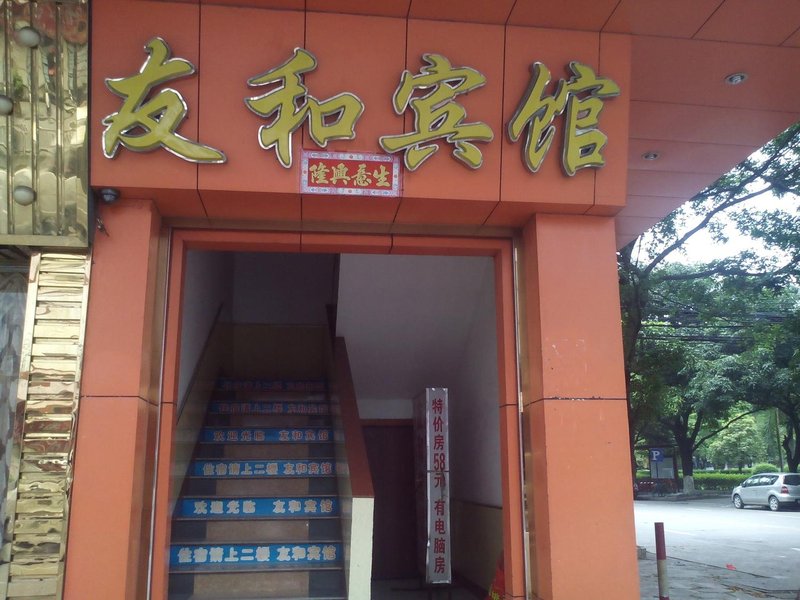 友和宾馆
隆興意生
欢迎光临 友和宾馆
住宿请上二楼 友和宾馆
欢迎光临 友和宾馆
住宿请上二楼 友和宾馆
特价房58元 有电脑房
P